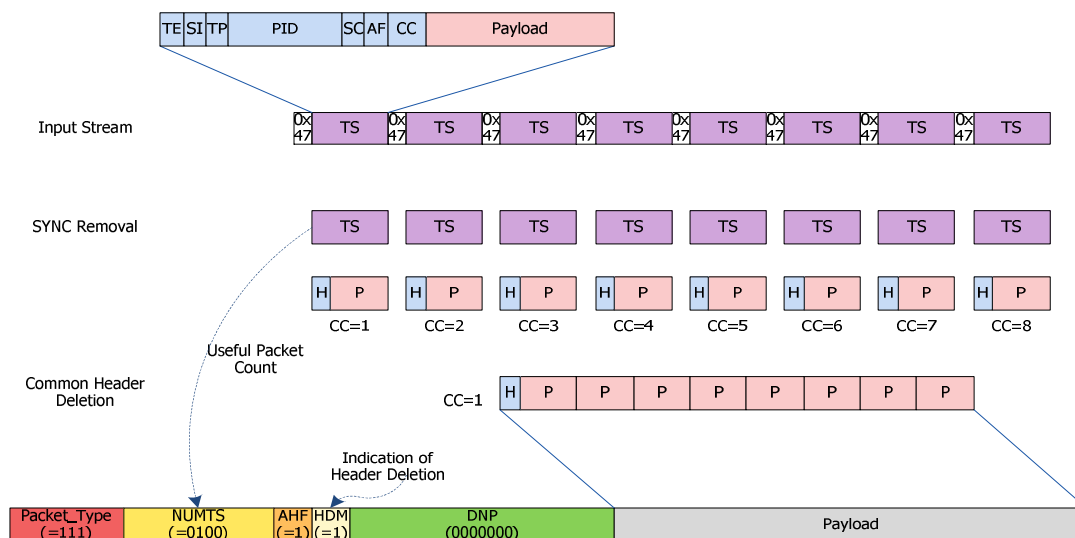 TE SI TP PID SC AF CC Payload
0x 0x 0x 0x 0x 0x 0x 0x
Input Stream TS TS TS TS TS TS TS TS
47 47 47 47 47 47 47 47
SYNC Removal TS TS TS TS TS TS TS TS
H P H P H P H P H P H P H P H P
CC=1 CC=2 CC=3 CC=4 CC=5 CC=6 CC=7 CC=8
Useful Packet
Count
Common Header
Deletion
CC=1 H P P P P P P P P
Indication of
Header Deletion
Packet_Type NUMTS AHF HDM DNP Payload
(=111) (=0100) (=1) (=1) (0000000)